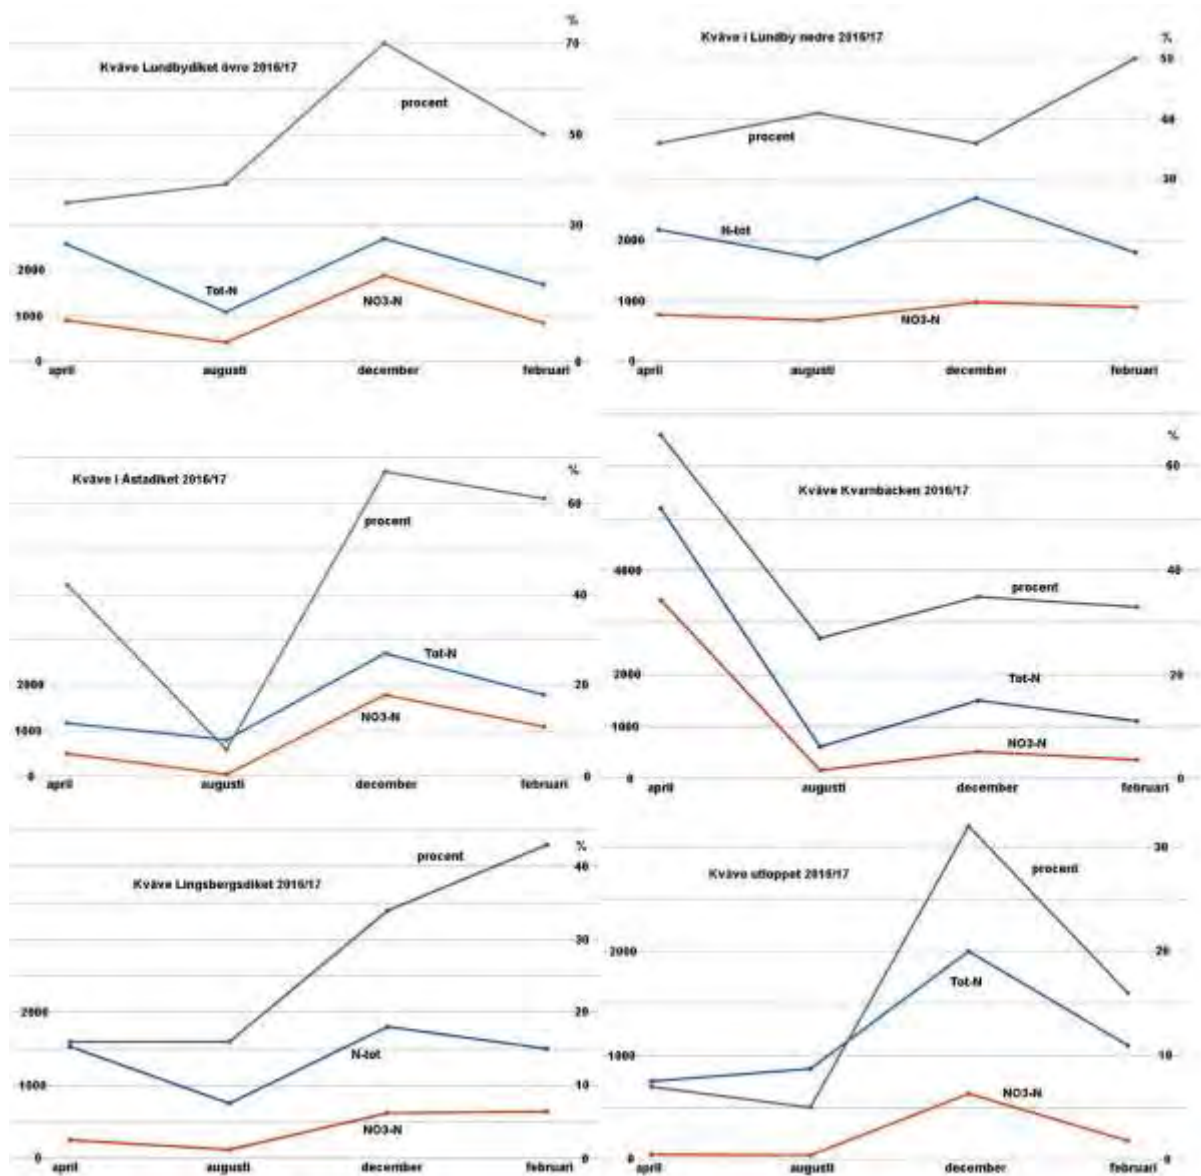 %
70
Kväve Lundbydiket övre 2016/17
procent
50
30
2000
Tot-N
NO3-N
1000
0
0
april
augusti
december
februari
Kväve i Lundby nedre 2016/17
%
50
40
procent
30
N-tot
2000
1000
NO3-N
0
0
april
augusti
december
februari
Kväve i Åstadiket 2016/17
%
60
procent
40
Tot-N
2000
20
NO3-N
1000
0
0
april
augusti
december
februari
%
60
Kväve Kvarnbäcken 2016/17
4000
40
procent
2000
Tot-N
20
1000
NO3-N
0
0
april
augusti
december
februari
%
procent
40
Kväve Lingsbergsdiket 2016/17
30
2000
20
N-tot
1000
10
NO3-N
0
0
april
augusti
december
februari
30
Kväve utloppet 2016/17
procent
2000
20
Tot-N
1000
10
NO3-N
0
0
april
augusti
december
februari